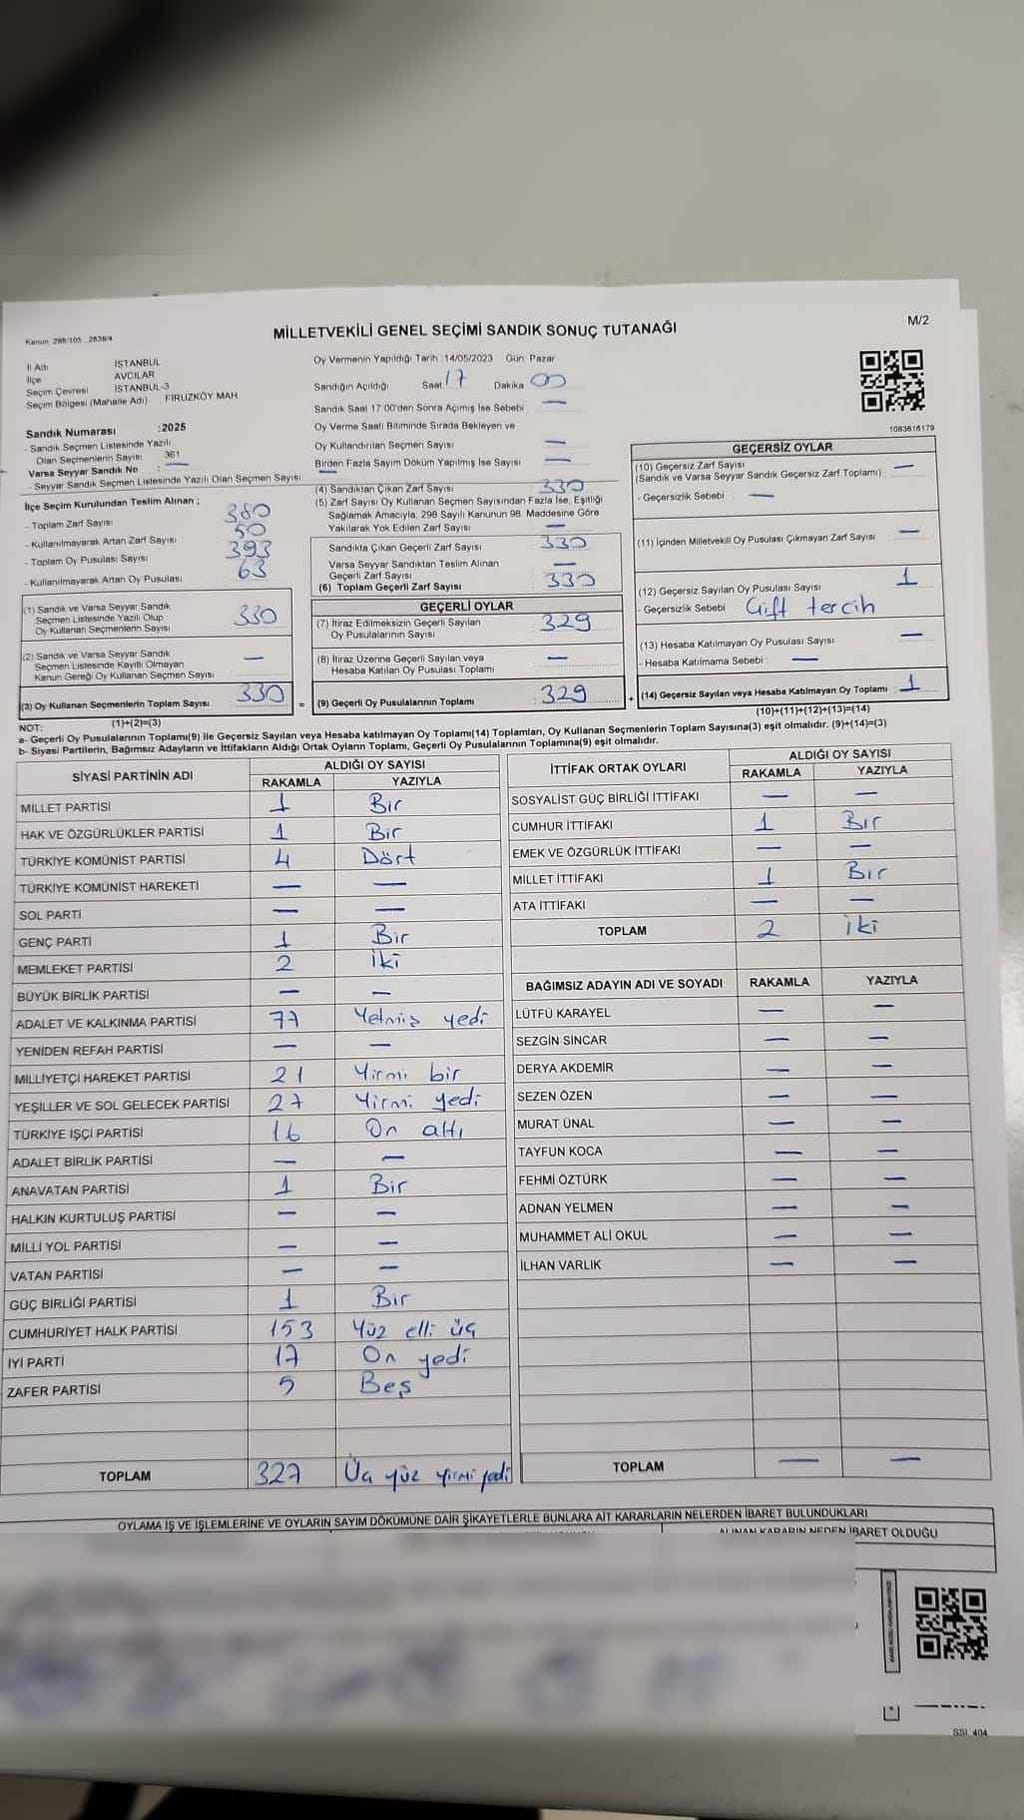 M/2
MİLLETVEKİLİ GENEL SEÇİMİ SANDIK SONUÇ TUTANAĞI
İl Adı İSTANBUL
İlçe AVCILAR
Seçim Çevresi İSTANBUL-3
Seçim Bölgesi (Mahalle Adı) FİRUZKÖY MAH
Oy Vermenin Yapıldığı Tarih :14/05/2023 Gün Pazar
Sandığın Açıldığı Saat 17 Dakika 00
Sandık Saat 17:00'den Sonra Açımış İse Sebebi —
Oy Verme Saati Bitiminde Sırada Bekleyen ve
Oy Kullandırılan Seçmen Sayısı —
Birden Fazla Sayım Döküm Yapılmış İse Sayısı —
1083616179
Sandık Numarası :2025
- Sandık Seçmen Listesinde Yazılı
Olan Seçmenlerin Sayısı 361
Varsa Seyyar Sandık No : —
- Seyyar Sandık Seçmen Listesinde Yazılı Olan Seçmen Sayısı: —
İlçe Seçim Kurulundan Teslim Alınan ;
- Toplam Zarf Sayısı 380
- Kullanılmayarak Artan Zarf Sayısı 50
- Toplam Oy Pusulası Sayısı 393
- Kullanılmayarak Artan Oy Pusulası 63
(1) Sandık ve Varsa Seyyar Sandık
Seçmen Listesinde Yazılı Olup
Oy Kullanan Seçmenlerin Sayısı 330
(2) Sandık ve Varsa Seyyar Sandık
Seçmen Listesinde Kayıtlı Olmayan
Kanun Gereği Oy Kullanan Seçmen Sayısı —
(3) Oy Kullanan Seçmenlerin Toplam Sayısı 330
(1)+(2)=(3)
(4) Sandıktan Çıkan Zarf Sayısı 330
(5) Zarf Sayısı Oy Kullanan Seçmen Sayısından Fazla İse, Eşitliği
Sağlamak Amacıyla, 298 Sayılı Kanunun 98. Maddesine Göre
Yakılarak Yok Edilen Zarf Sayısı —
Sandıkta Çıkan Geçerli Zarf Sayısı 330
Varsa Seyyar Sandıktan Teslim Alınan
Geçerli Zarf Sayısı —
(6) Toplam Geçerli Zarf Sayısı 330
GEÇERLİ OYLAR
(7) İtiraz Edilmeksizin Geçerli Sayılan
Oy Pusulalarının Sayısı 329
(8) İtiraz Üzerine Geçerli Sayılan veya
Hesaba Katılan Oy Pusulası Toplamı —
= (9) Geçerli Oy Pusulalarının Toplamı 329
GEÇERSİZ OYLAR
(10) Geçersiz Zarf Sayısı
(Sandık ve Varsa Seyyar Sandık Geçersiz Zarf Toplamı) —
- Geçersizlik Sebebi —
(11) İçinden Milletvekili Oy Pusulası Çıkmayan Zarf Sayısı —
(12) Geçersiz Sayılan Oy Pusulası Sayısı 1
- Geçersizlik Sebebi Çift tercih
(13) Hesaba Katılmayan Oy Pusulası Sayısı —
- Hesaba Katılmama Sebebi : —
+ (14) Geçersiz Sayılan veya Hesaba Katılmayan Oy Toplamı 1
(10)+(11)+(12)+(13)=(14)
NOT:
a- Geçerli Oy Pusulalarının Toplamı(9) ile Geçersiz Sayılan veya Hesaba katılmayan Oy Toplamı(14) Toplamları, Oy Kullanan Seçmenlerin Toplam Sayısına(3) eşit olmalıdır. (9)+(14)=(3)
b- Siyasi Partilerin, Bağımsız Adayların ve İttifakların Aldığı Ortak Oyların Toplamı, Geçerli Oy Pusulalarının Toplamına(9) eşit olmalıdır.
SİYASİ PARTİNİN ADI ALDIĞI OY SAYISI
RAKAMLA YAZIYLA
MİLLET PARTİSİ 1 Bir
HAK VE ÖZGÜRLÜKLER PARTİSİ 1 Bir
TÜRKİYE KOMÜNİST PARTİSİ 4 Dört
TÜRKİYE KOMÜNİST HAREKETİ — —
SOL PARTİ — —
GENÇ PARTİ 1 Bir
MEMLEKET PARTİSİ 2 İki
BÜYÜK BİRLİK PARTİSİ — —
ADALET VE KALKINMA PARTİSİ 77 Yetmiş yedi
YENİDEN REFAH PARTİSİ — —
MİLLİYETÇİ HAREKET PARTİSİ 21 Yirmi bir
YEŞİLLER VE SOL GELECEK PARTİSİ 27 Yirmi yedi
TÜRKİYE İŞÇİ PARTİSİ 16 On altı
ADALET BİRLİK PARTİSİ — —
ANAVATAN PARTİSİ 1 Bir
HALKIN KURTULUŞ PARTİSİ — —
MİLLİ YOL PARTİSİ — —
VATAN PARTİSİ — —
GÜÇ BİRLİĞİ PARTİSİ 1 Bir
CUMHURİYET HALK PARTİSİ 153 Yüz elli üç
İYİ PARTİ 17 On yedi
ZAFER PARTİSİ 5 Beş
TOPLAM 327 Üç yüz yirmi yedi
İTTİFAK ORTAK OYLARI ALDIĞI OY SAYISI
RAKAMLA YAZIYLA
SOSYALİST GÜÇ BİRLİĞİ İTTİFAKI — —
CUMHUR İTTİFAKI 1 Bir
EMEK VE ÖZGÜRLÜK İTTİFAKI — —
MİLLET İTTİFAKI 1 Bir
ATA İTTİFAKI — —
TOPLAM 2 İki
BAĞIMSIZ ADAYIN ADI VE SOYADI RAKAMLA YAZIYLA
LÜTFÜ KARAYEL — —
SEZGİN SİNCAR — —
DERYA AKDEMİR — —
SEZEN ÖZEN — —
MURAT ÜNAL — —
TAYFUN KOCA — —
FEHMİ ÖZTÜRK — —
ADNAN YELMEN — —
MUHAMMET ALİ OKUL — —
İLHAN VARLIK — —
TOPLAM — —
OYLAMA İŞ VE İŞLEMLERİNE VE OYLARIN SAYIM DÖKÜMÜNE DAİR ŞİKAYETLERLE BUNLARA AİT KARARLARIN NELERDEN İBARET BULUNDUKLARI
ALINAN KARARIN NEDEN İBARET OLDUĞU